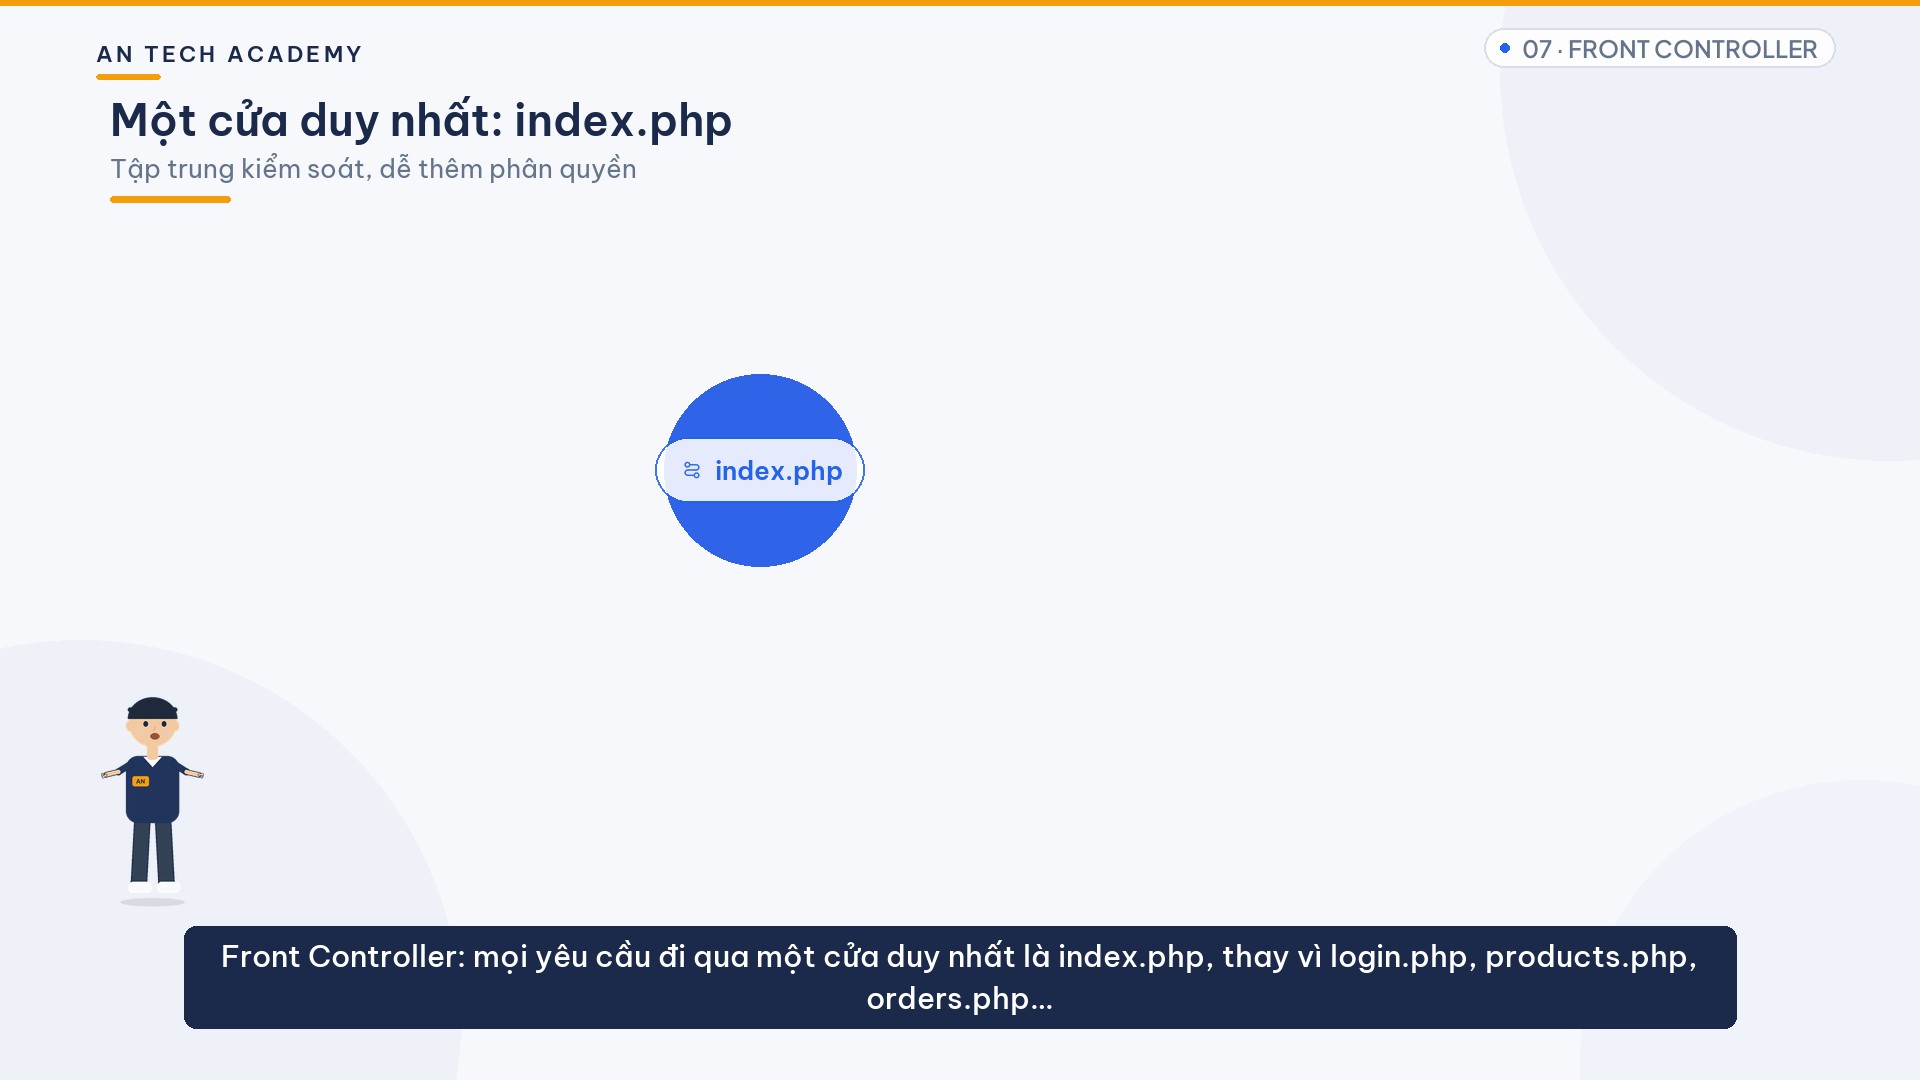 AN TECH ACADEMY
07 · FRONT CONTROLLER
Một cửa duy nhất: index.php
Tập trung kiểm soát, dễ thêm phân quyền
index.php
AN
Front Controller: mọi yêu cầu đi qua một cửa duy nhất là index.php, thay vì login.php, products.php,
orders.php...